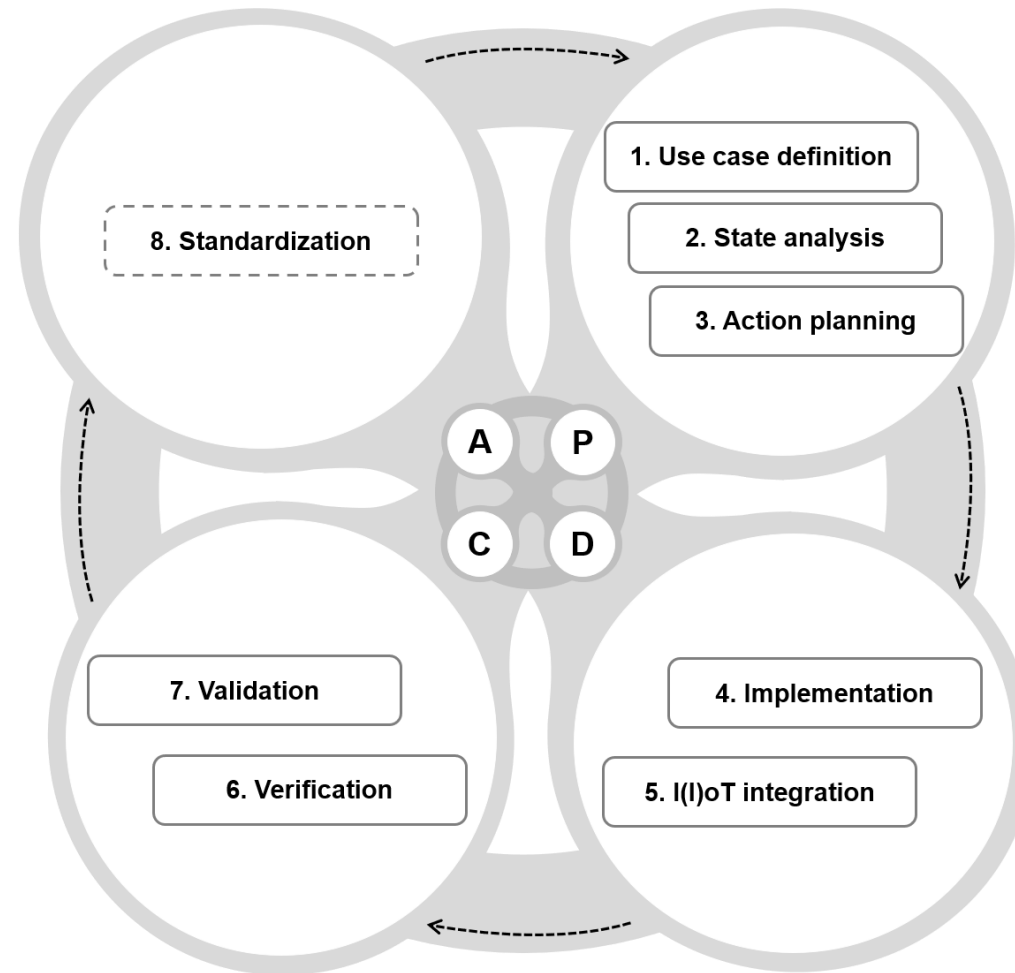 1. Use case definition
2. State analysis
3. Action planning
8. Standardization
A
P
C
D
7. Validation
6. Verification
4. Implementation
5. I(I)oT integration